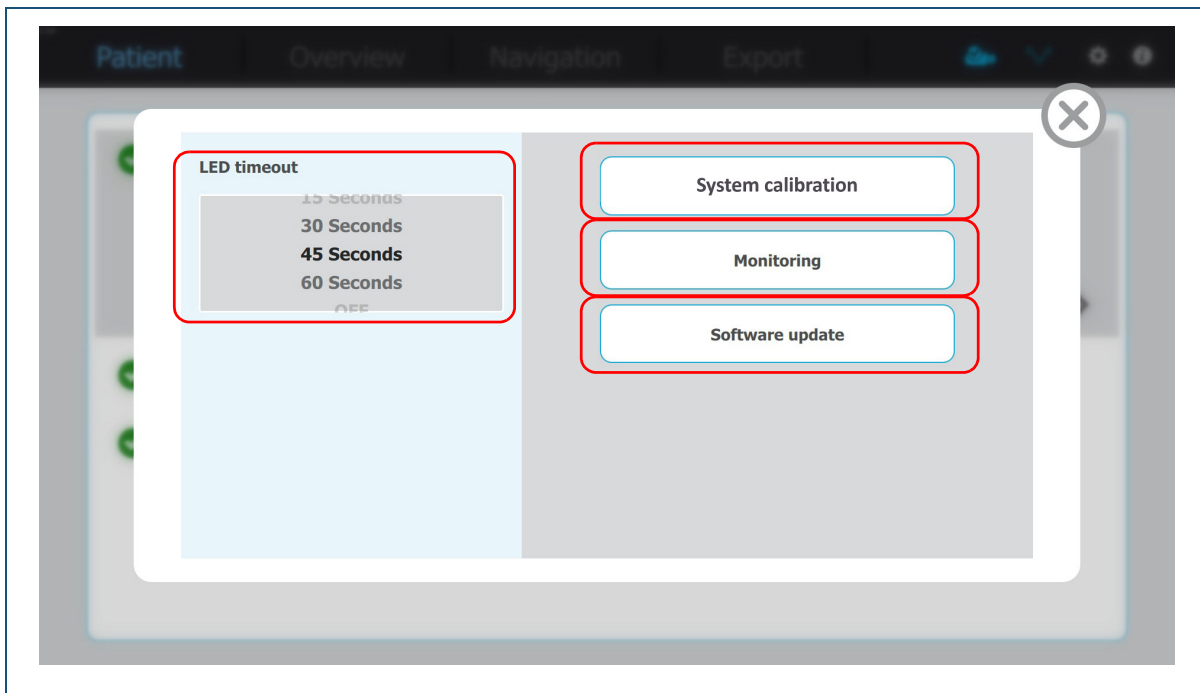 Patient
Overview
Navigation
Export
LED timeout
15 Seconds
30 Seconds
45 Seconds
60 Seconds
OFF
System calibration
Monitoring
Software update